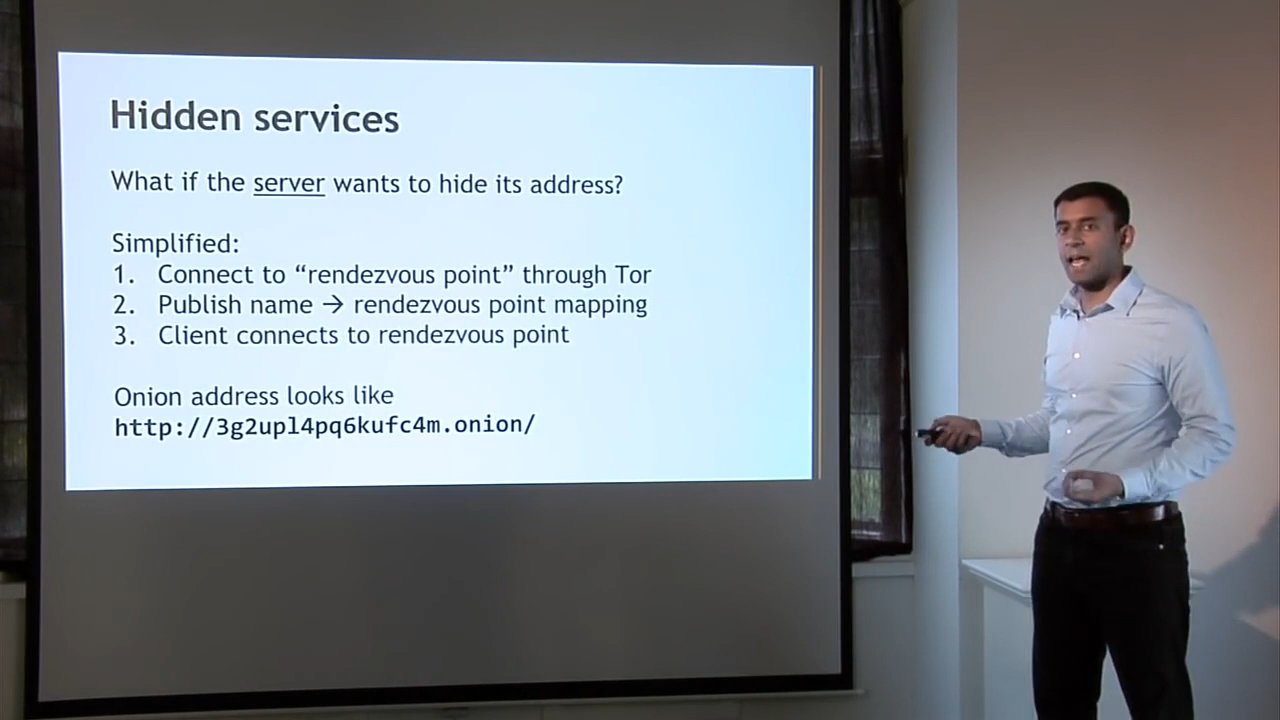 Hidden services
What if the server wants to hide its address?
Simplified:
1. Connect to “rendezvous point” through Tor
2. Publish name → rendezvous point mapping
3. Client connects to rendezvous point
Onion address looks like
http://3g2upl4pq6kufc4m.onion/